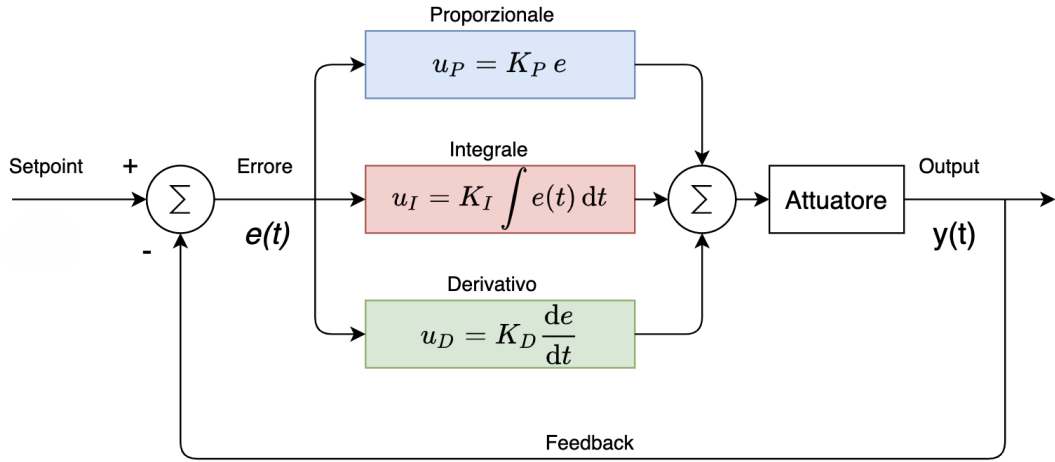 Proporzionale
u_P = K_P e
Setpoint
+
-
∑
Errore
e(t)
Integrale
u_I = K_I ∫ e(t) dt
∑
Attuatore
Output
y(t)
Derivativo
u_D = K_D de/dt
Feedback